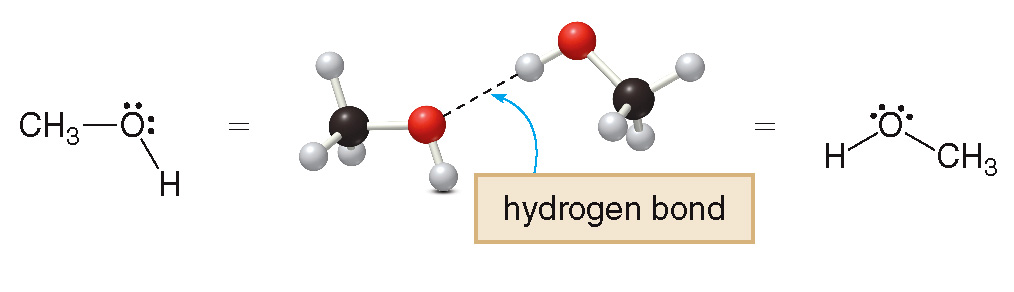 CH₃—Ö:
H
=
hydrogen bond
=
H—Ö—CH₃